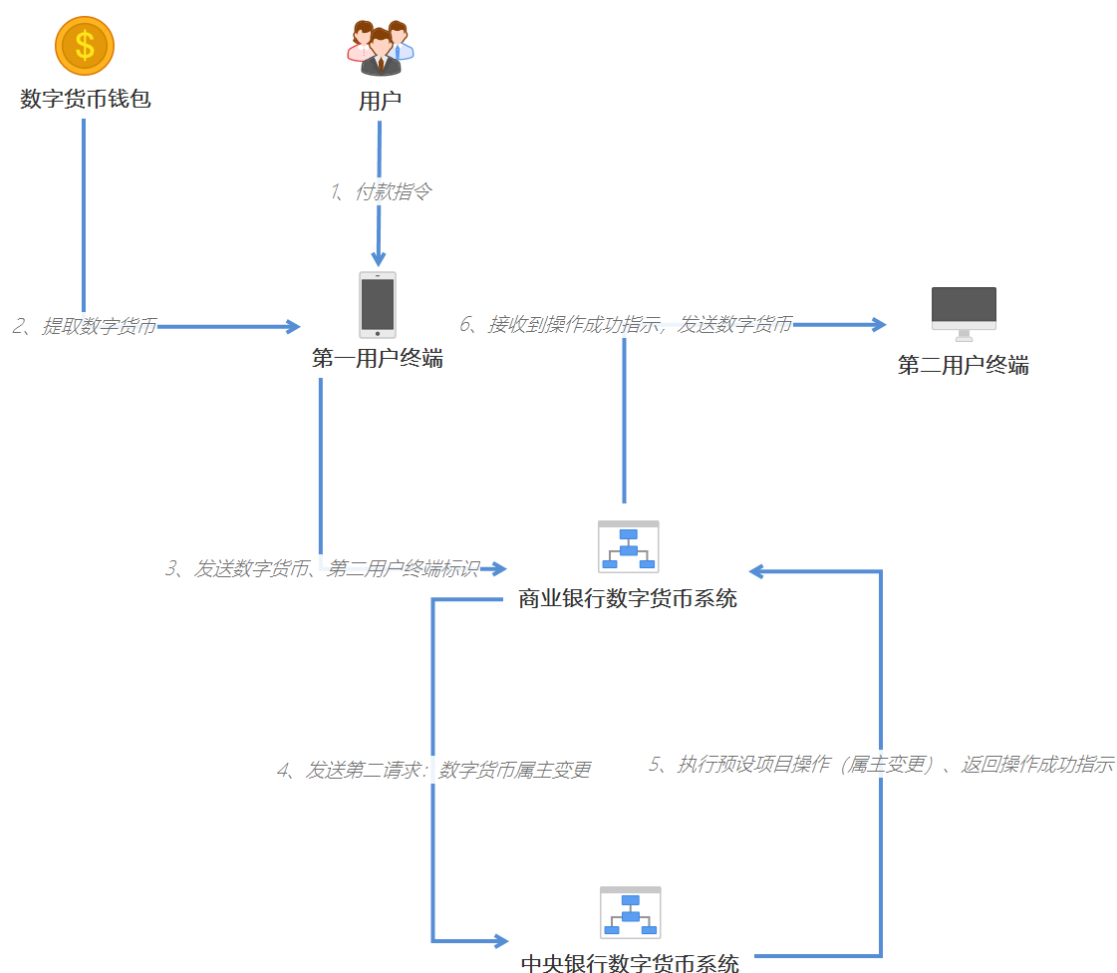 数字货币钱包
用户
1、付款指令
2、提取数字货币
6、接收到操作成功指示，发送数字货币
第一用户终端
第二用户终端
3、发送数字货币、第二用户终端标识
商业银行数字货币系统
4、发送第二请求：数字货币属主变更
5、执行预设项目操作（属主变更）、返回操作成功指示
中央银行数字货币系统